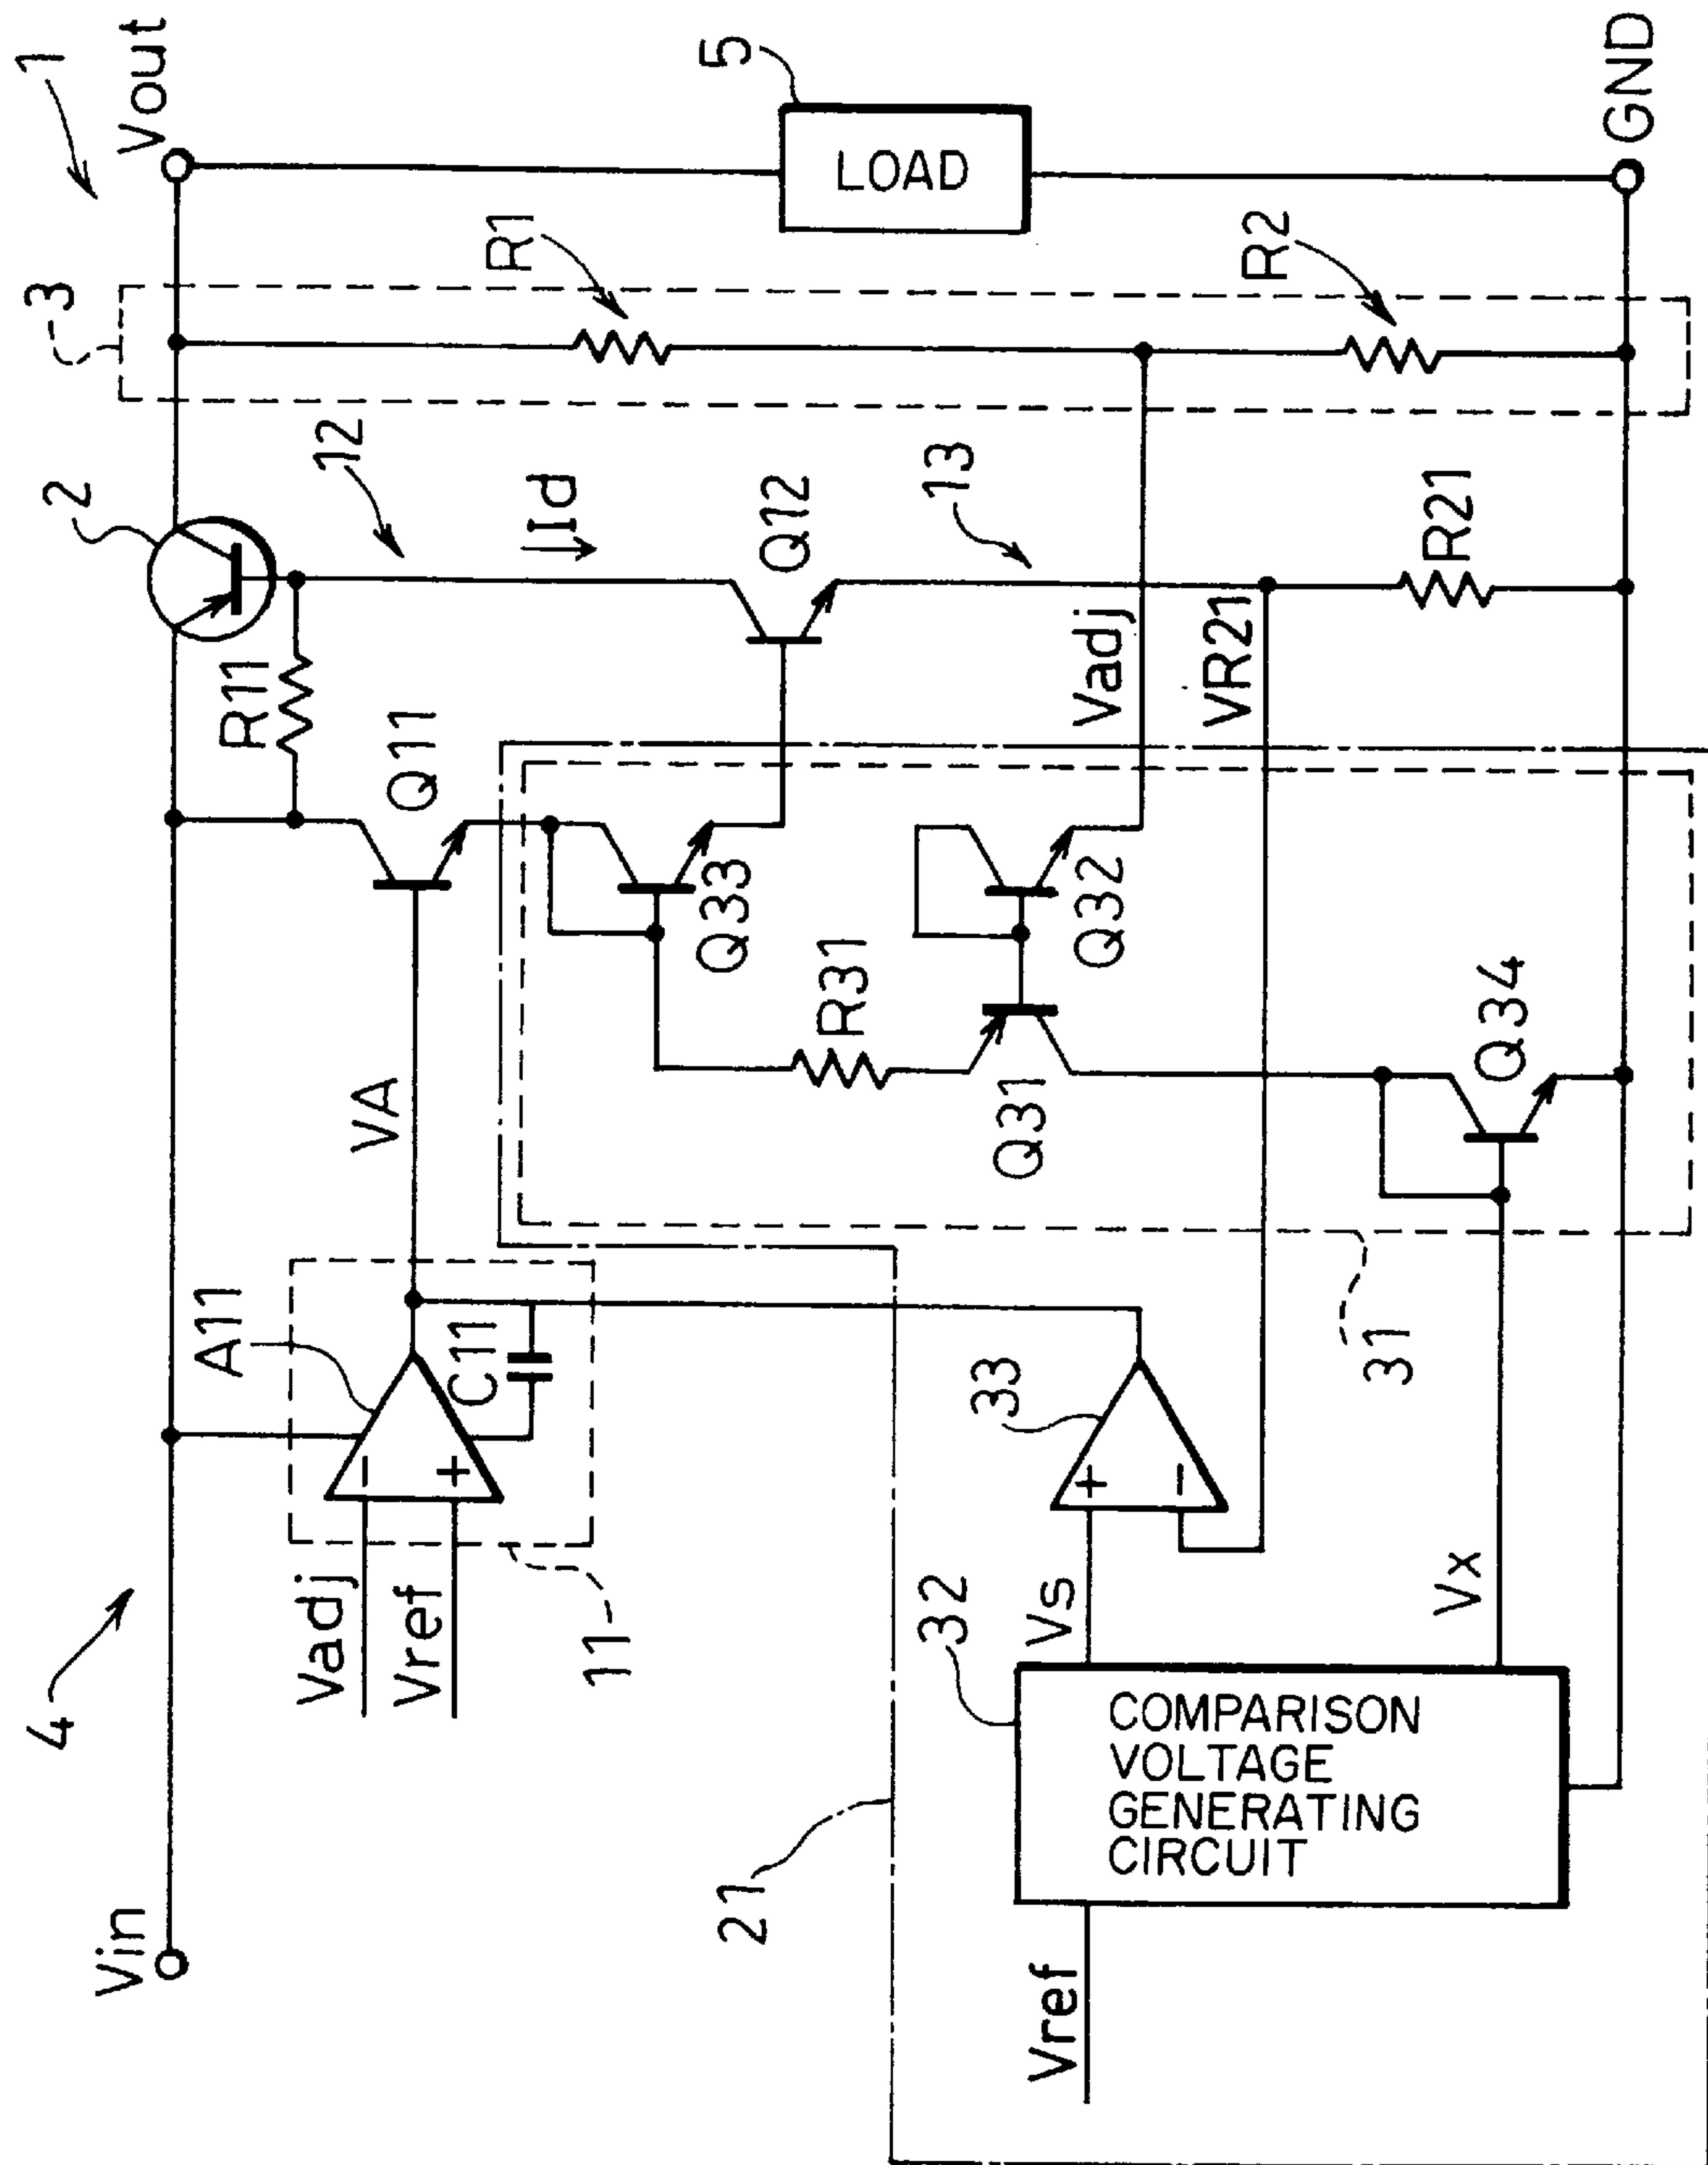 1
Vout
5
LOAD
GND
3
R1
R2
2
12
Id
Q12
13
R21
R11
Q11
Vadj
VR21
Q33
Q32
R31
Q31
Q34
VA
A11
C11
33
31
4
Vadj
Vref
11
32
Vs
Vx
COMPARISON
VOLTAGE
GENERATING
CIRCUIT
21
Vin
Vref